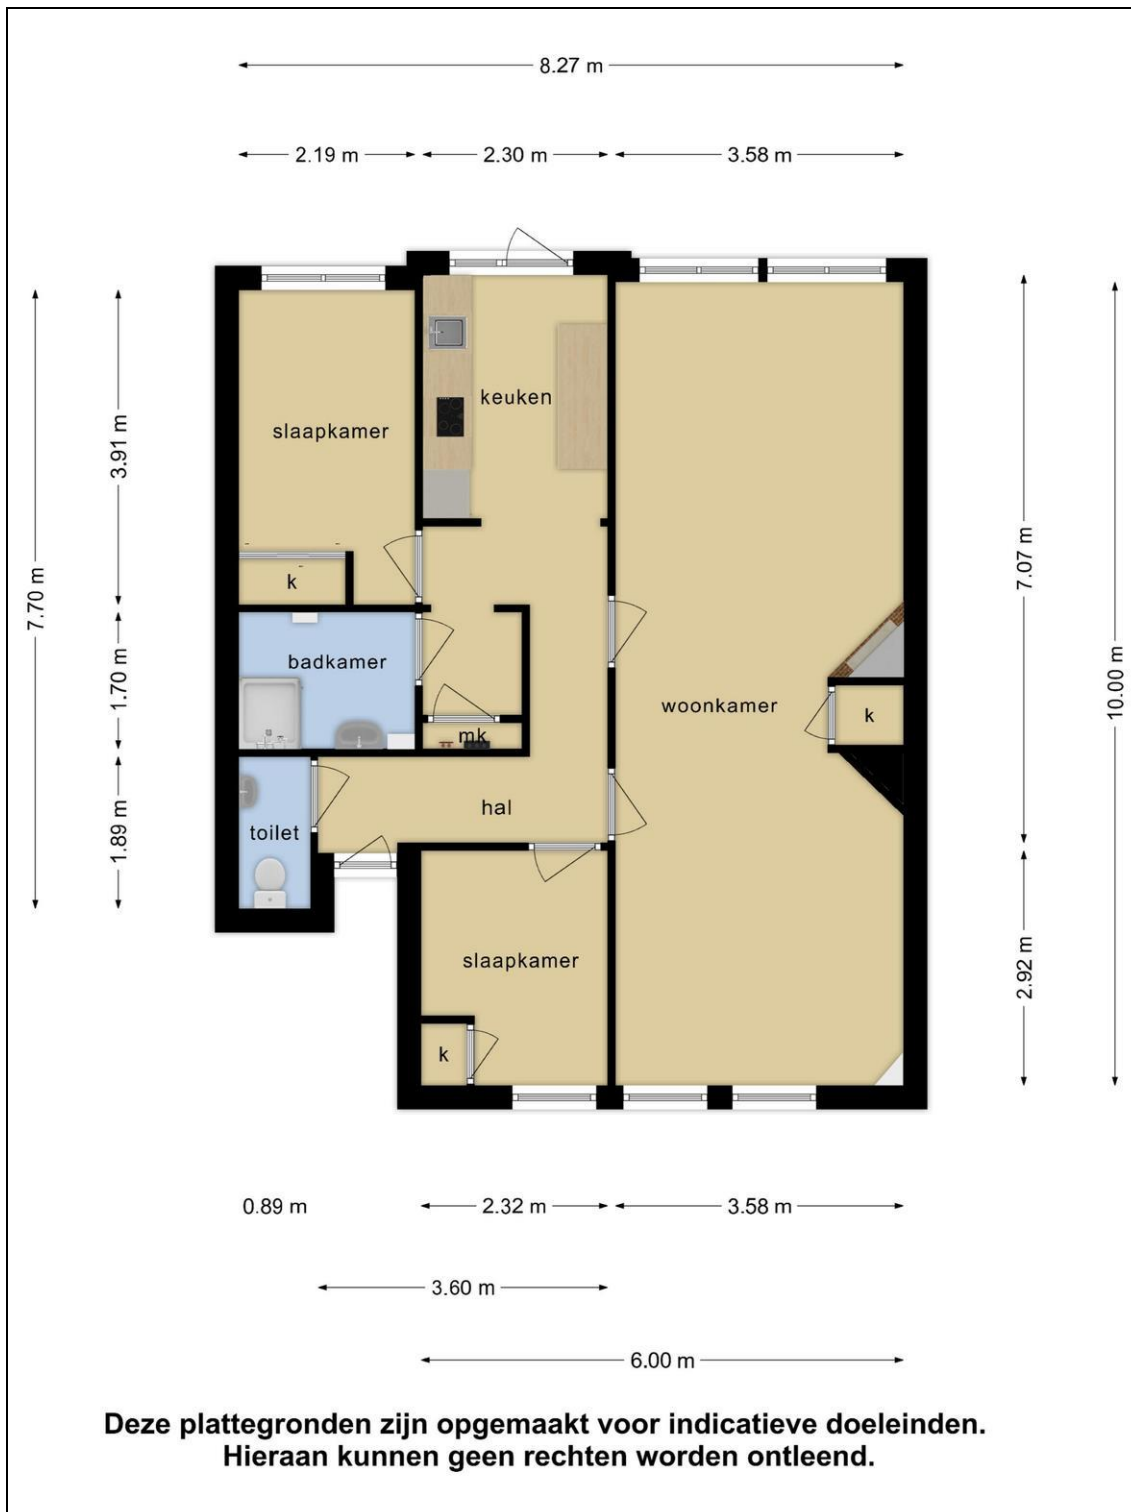 8.27 m
2.19 m
2.30 m
3.58 m
keuken
slaapkamer
3.91 m
7.07 m
7.70 m
k
badkamer
1.70 m
woonkamer
10.00 m
k
mk
hal
toilet
1.89 m
slaapkamer
2.92 m
k
0.89 m
2.32 m
3.58 m
3.60 m
6.00 m
Deze plattegronden zijn opgemaakt voor indicatieve doeleinden.
Hieraan kunnen geen rechten worden ontleend.